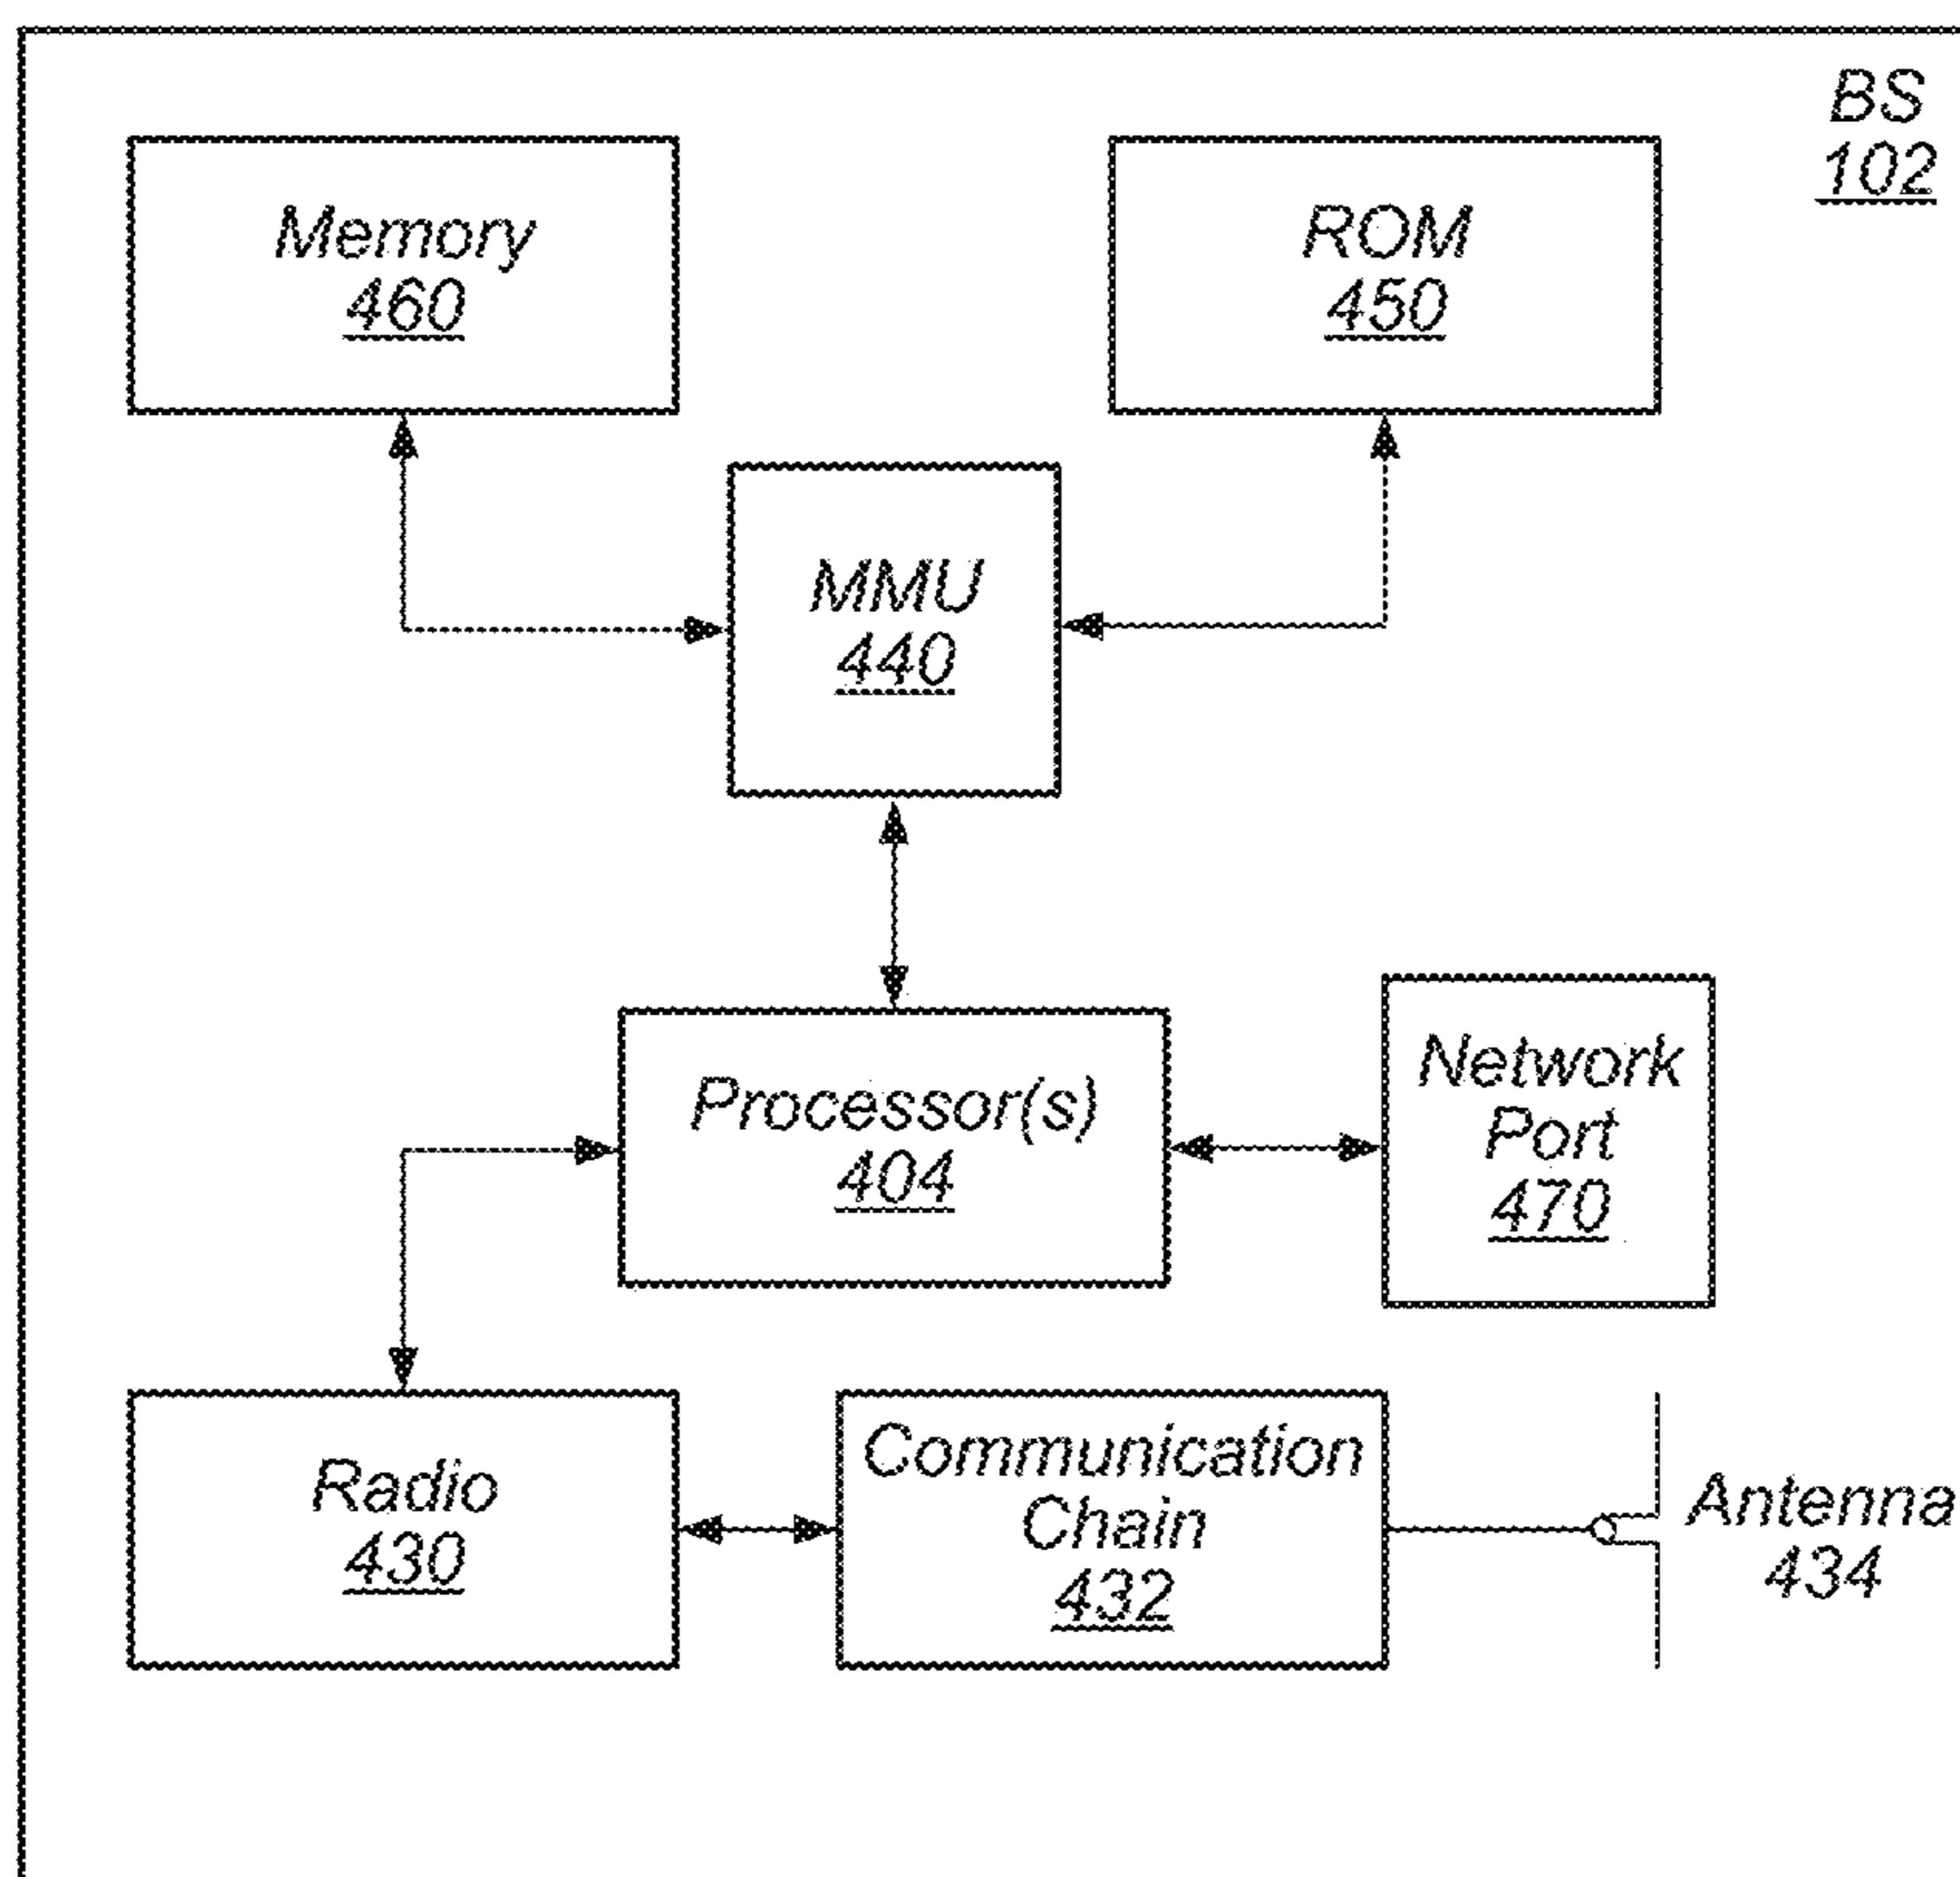 BS
102
Memory
460
ROM
450
MMU
440
Processor(s)
404
Network
Port
470
Radio
430
Communication
Chain
432
Antenna
434